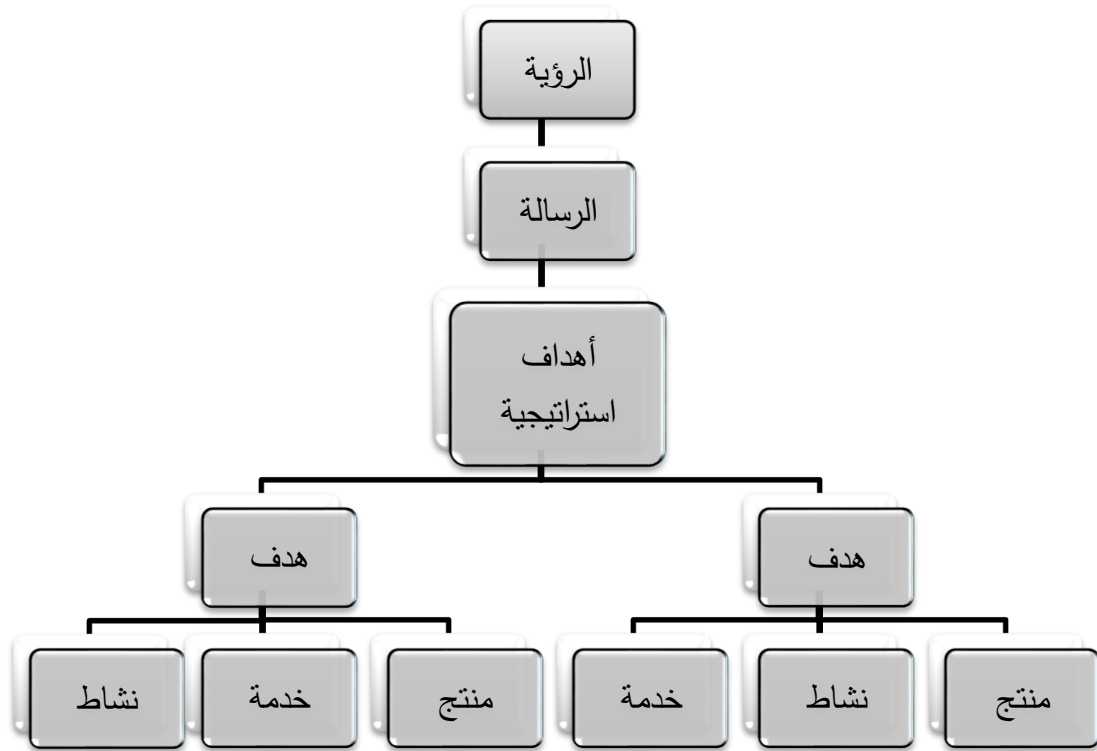 الرؤية
الرسالة
أهداف
استراتيجية
هدف
هدف
منتج
نشاط
خدمة
منتج
خدمة
نشاط